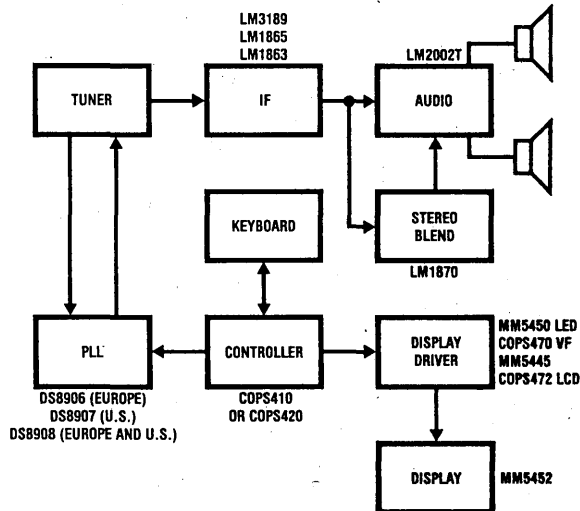 LM3189
LM1865
LM1863
LM2002T
TUNER
IF
AUDIO
KEYBOARD
STEREO
BLEND
LM1870
PLL
CONTROLLER
DISPLAY
DRIVER
MM5450 LED
COPS470 VF
MM5445
COPS472 LCD
DS8906 (EUROPE)
DS8907 (U.S.)
DS8908 (EUROPE AND U.S.)
COPS410
OR COPS420
DISPLAY
MM5452